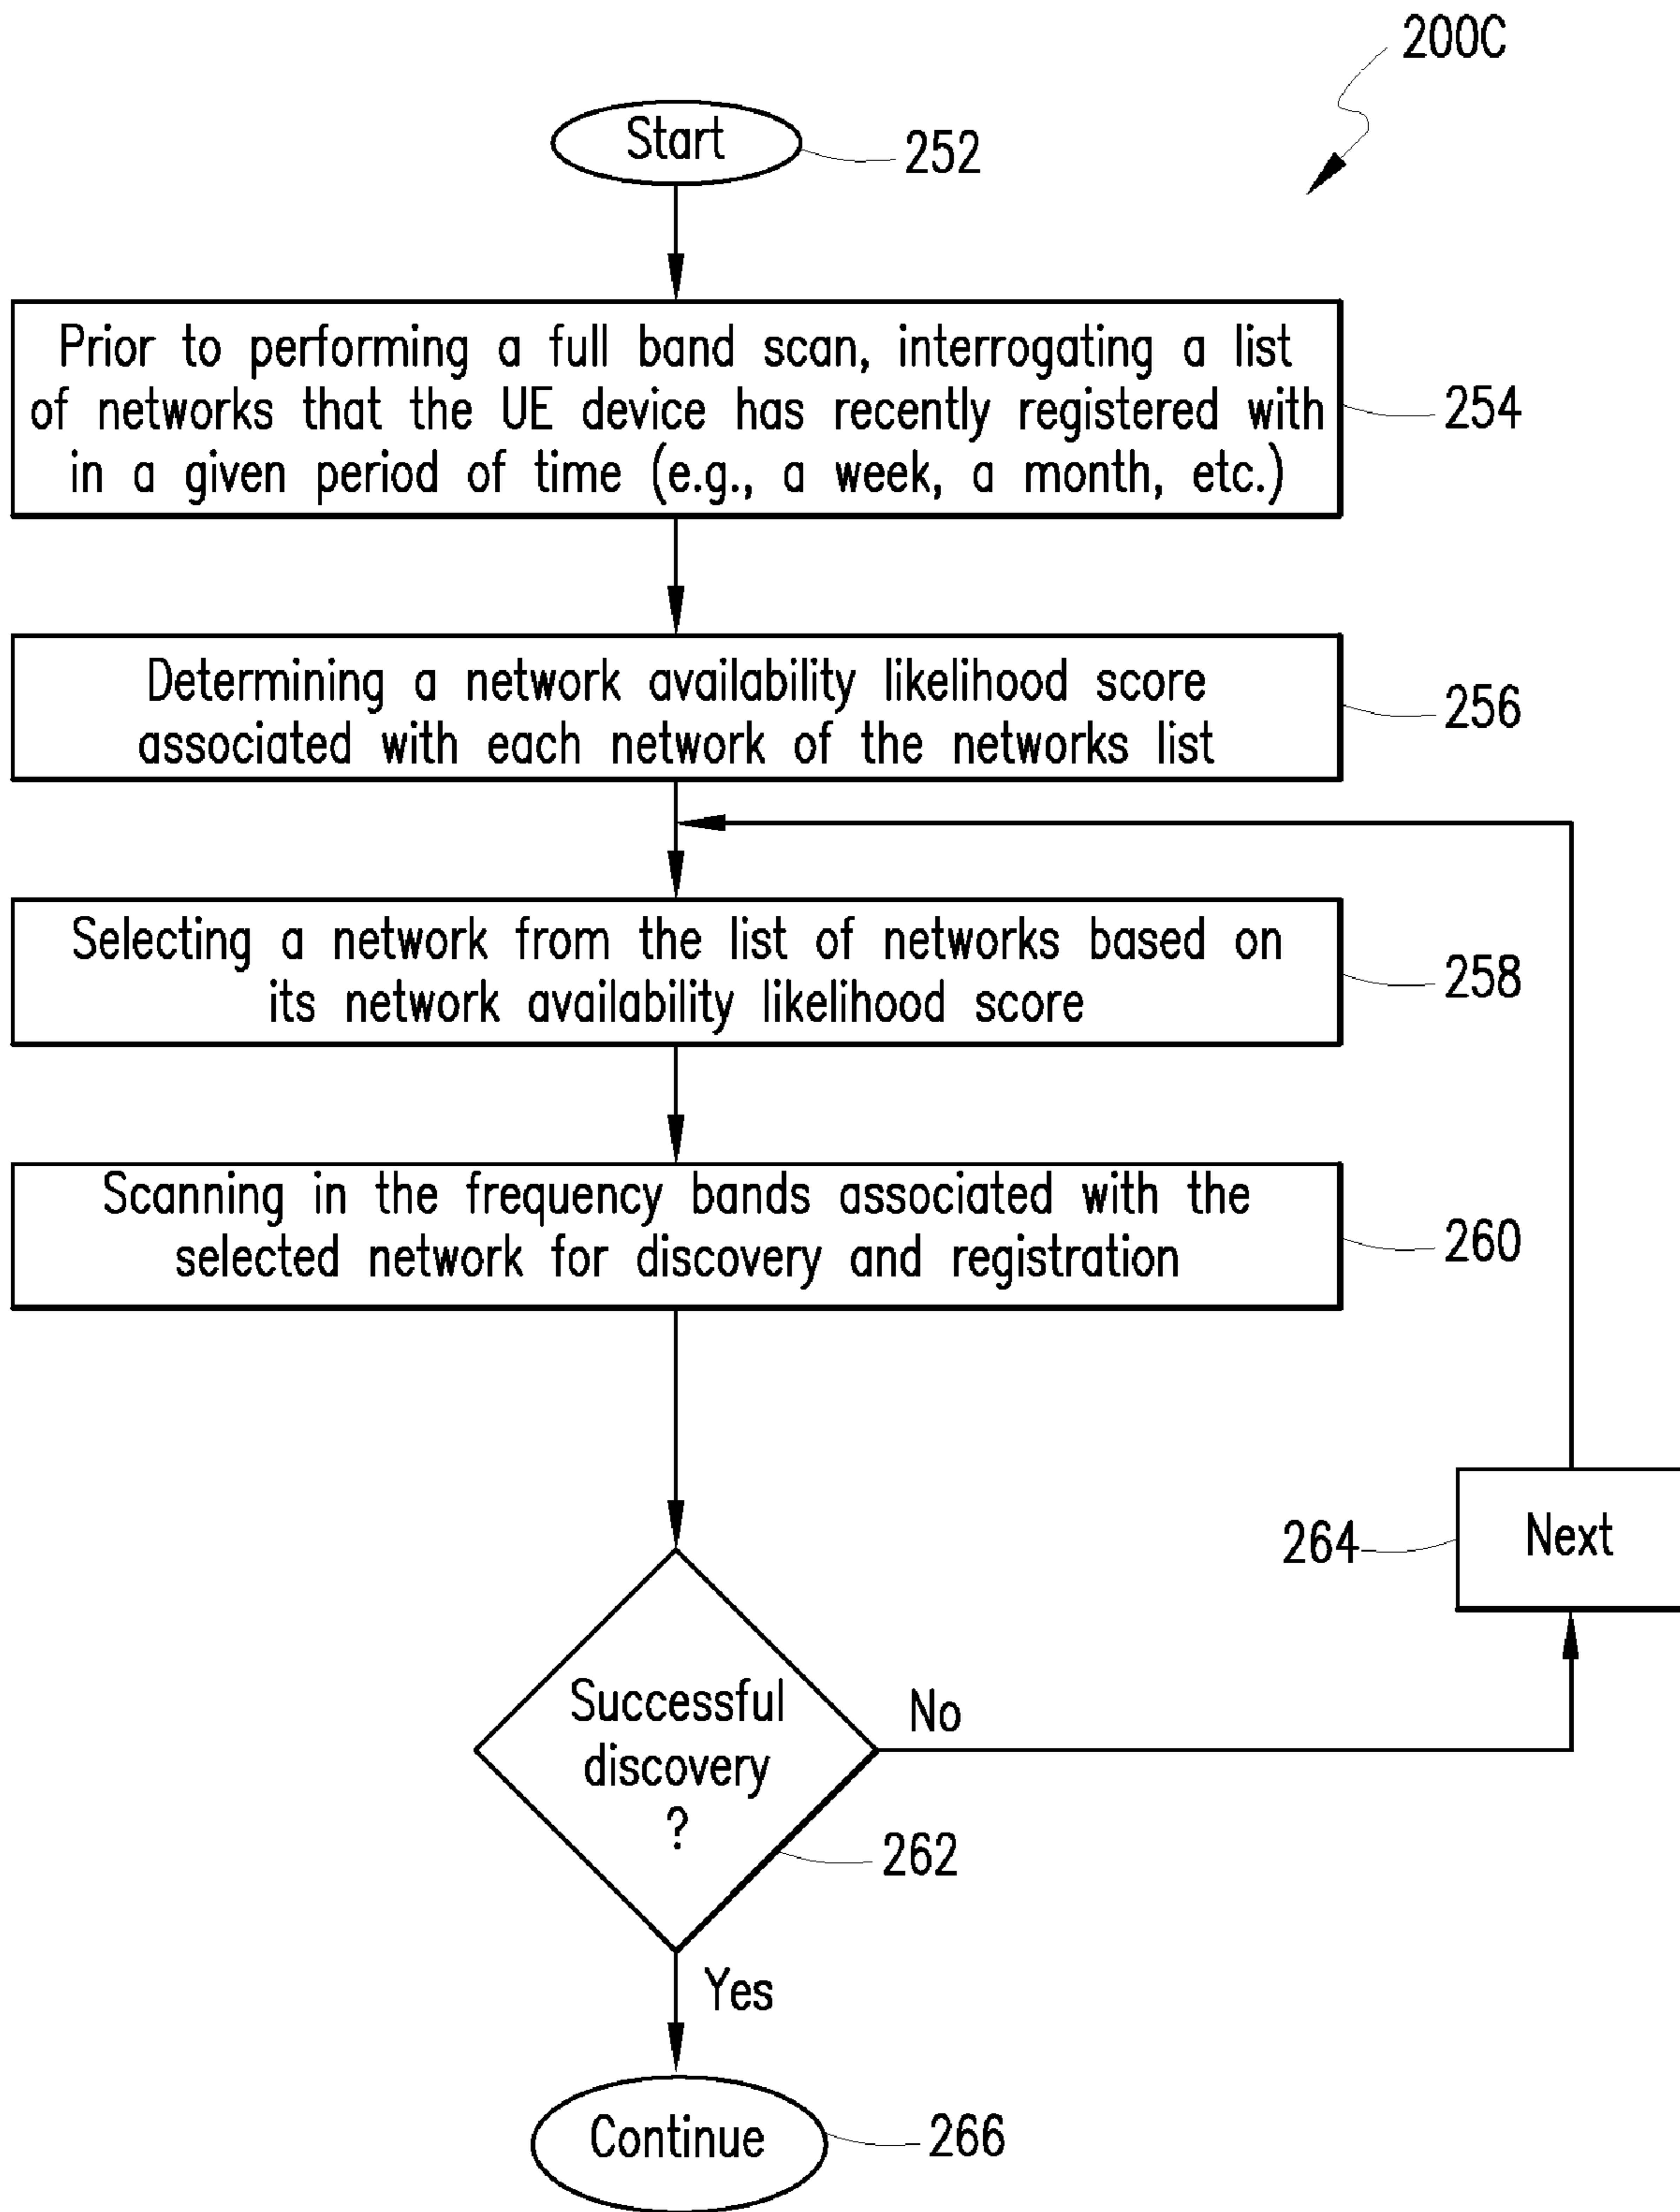 200C
Start
252
Prior to performing a full band scan, interrogating a list
of networks that the UE device has recently registered with
in a given period of time (e.g., a week, a month, etc.)
254
Determining a network availability likelihood score
associated with each network of the networks list
256
Selecting a network from the list of networks based on
its network availability likelihood score
258
Scanning in the frequency bands associated with the
selected network for discovery and registration
260
264
Next
Successful
discovery
?
No
262
Yes
Continue
266